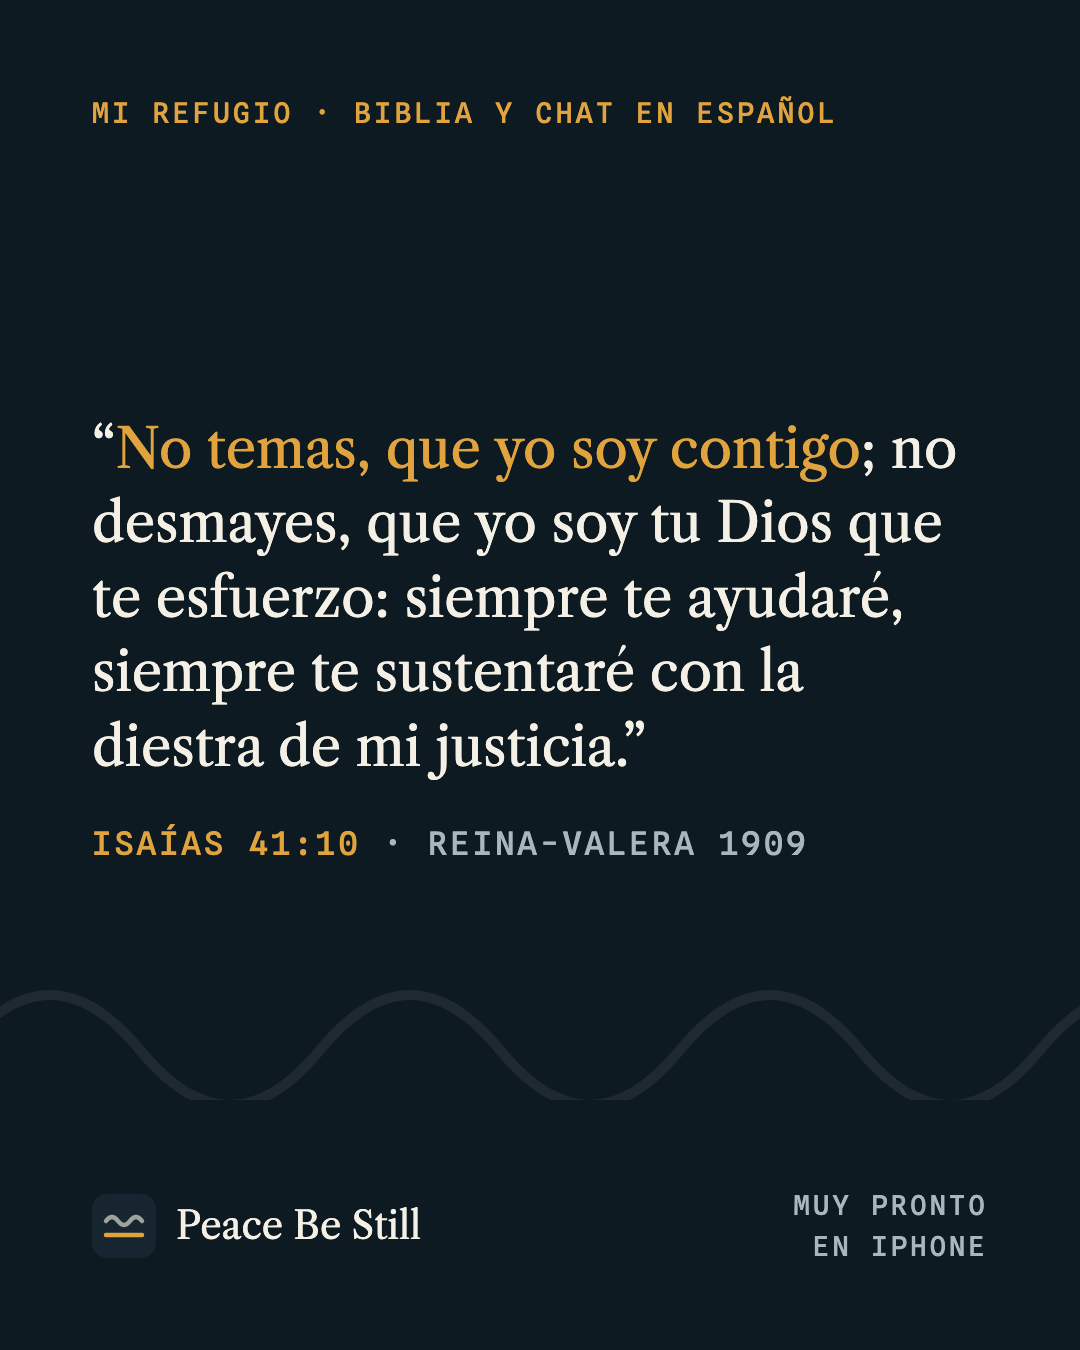 MI REFUGIO · BIBLIA Y CHAT EN ESPAÑOL
“No temas, que yo soy contigo; no
desmayes, que yo soy tu Dios que
te esfuerzo: siempre te ayudaré,
siempre te sustentaré con la
diestra de mi justicia.”
ISAÍAS 41:10 · REINA-VALERA 1909
Peace Be Still
MUY PRONTO
EN IPHONE